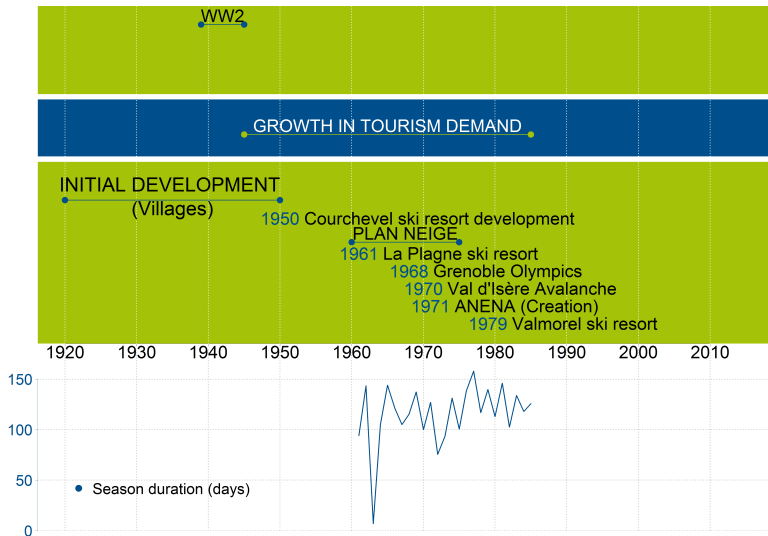 WW2
GROWTH IN TOURISM DEMAND
INITIAL DEVELOPMENT
(Villages)
1950 Courchevel ski resort development
PLAN NEIGE
1961 La Plagne ski resort
1968 Grenoble Olympics
1970 Val d'Isère Avalanche
1971 ANENA (Creation)
1979 Valmorel ski resort
1920 1930 1940 1950 1960 1970 1980 1990 2000 2010
150
100
50
Season duration (days)
0